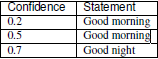 Confidence Statement
0.2 Good morning
0.5 Good morning
0.7 Good night